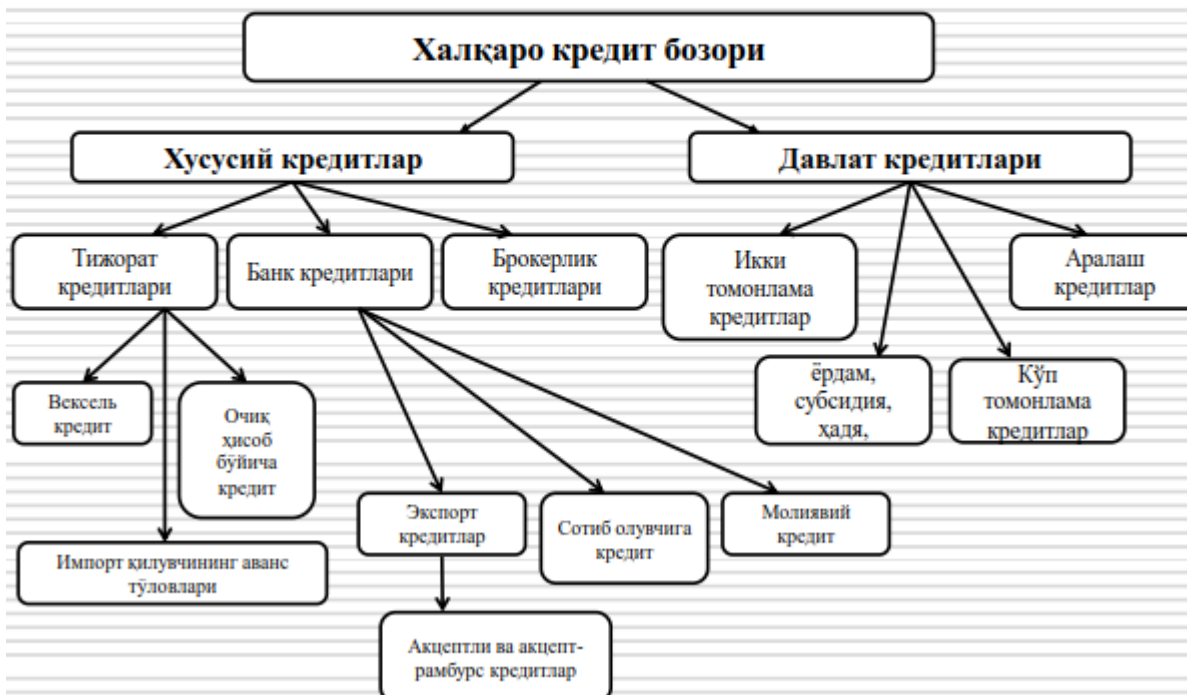 Халқаро кредит бозори
Хусусий кредитлар
Давлат кредитлари
Тижорат
кредитлари
Банк кредитлари
Брокерлик
кредитлари
Икки
томонлама
кредитлар
Аралаш
кредитлар
ёрдам,
субсидия,
ҳадя,
Кўп
томонлама
кредитлар
Вексель
кредит
Очиқ
ҳисоб
бўйича
кредит
Импорт қилувчининг аванс
тўловлари
Экспорт
кредитлар
Сотиб олувчига
кредит
Молиявий
кредит
Акцептли ва акцепт-
рамбурс кредитлар